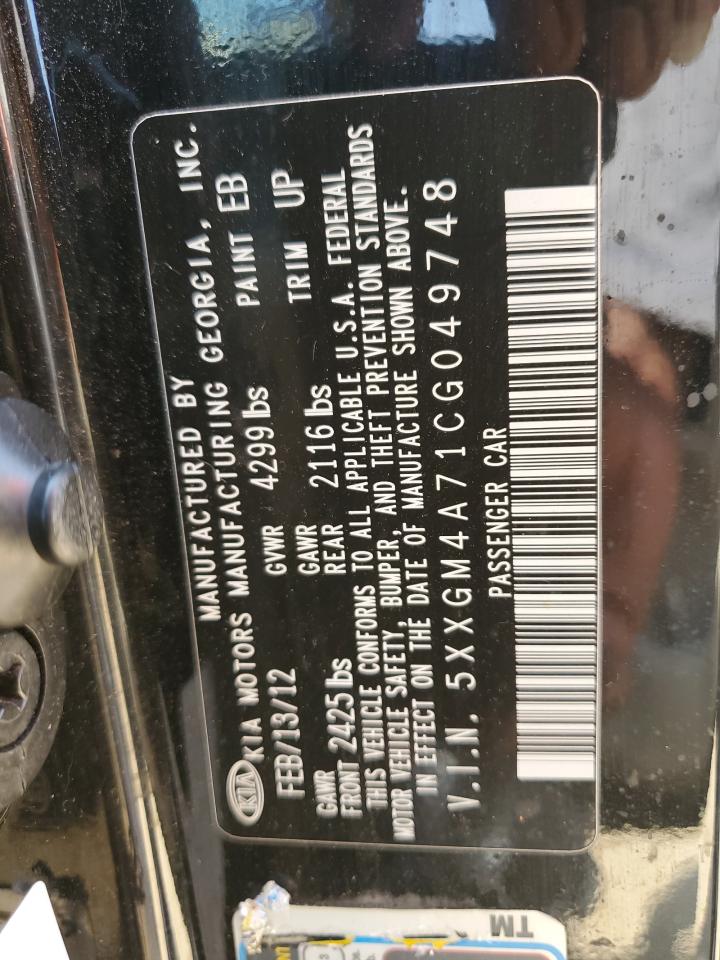 MANUFACTURED BY
KIA KIA MOTORS MANUFACTURING GEORGIA, INC.
FEB/13/12 GVWR 4299 lbs PAINT EB
GAWR FRONT 2425 lbs GAWR REAR 2116 lbs TRIM UP
THIS VEHICLE CONFORMS TO ALL APPLICABLE U.S.A. FEDERAL
MOTOR VEHICLE SAFETY, BUMPER, AND THEFT PREVENTION STANDARDS
IN EFFECT ON THE DATE OF MANUFACTURE SHOWN ABOVE.
V.I.N. 5XXGM4A71CG049748
PASSENGER CAR
TM